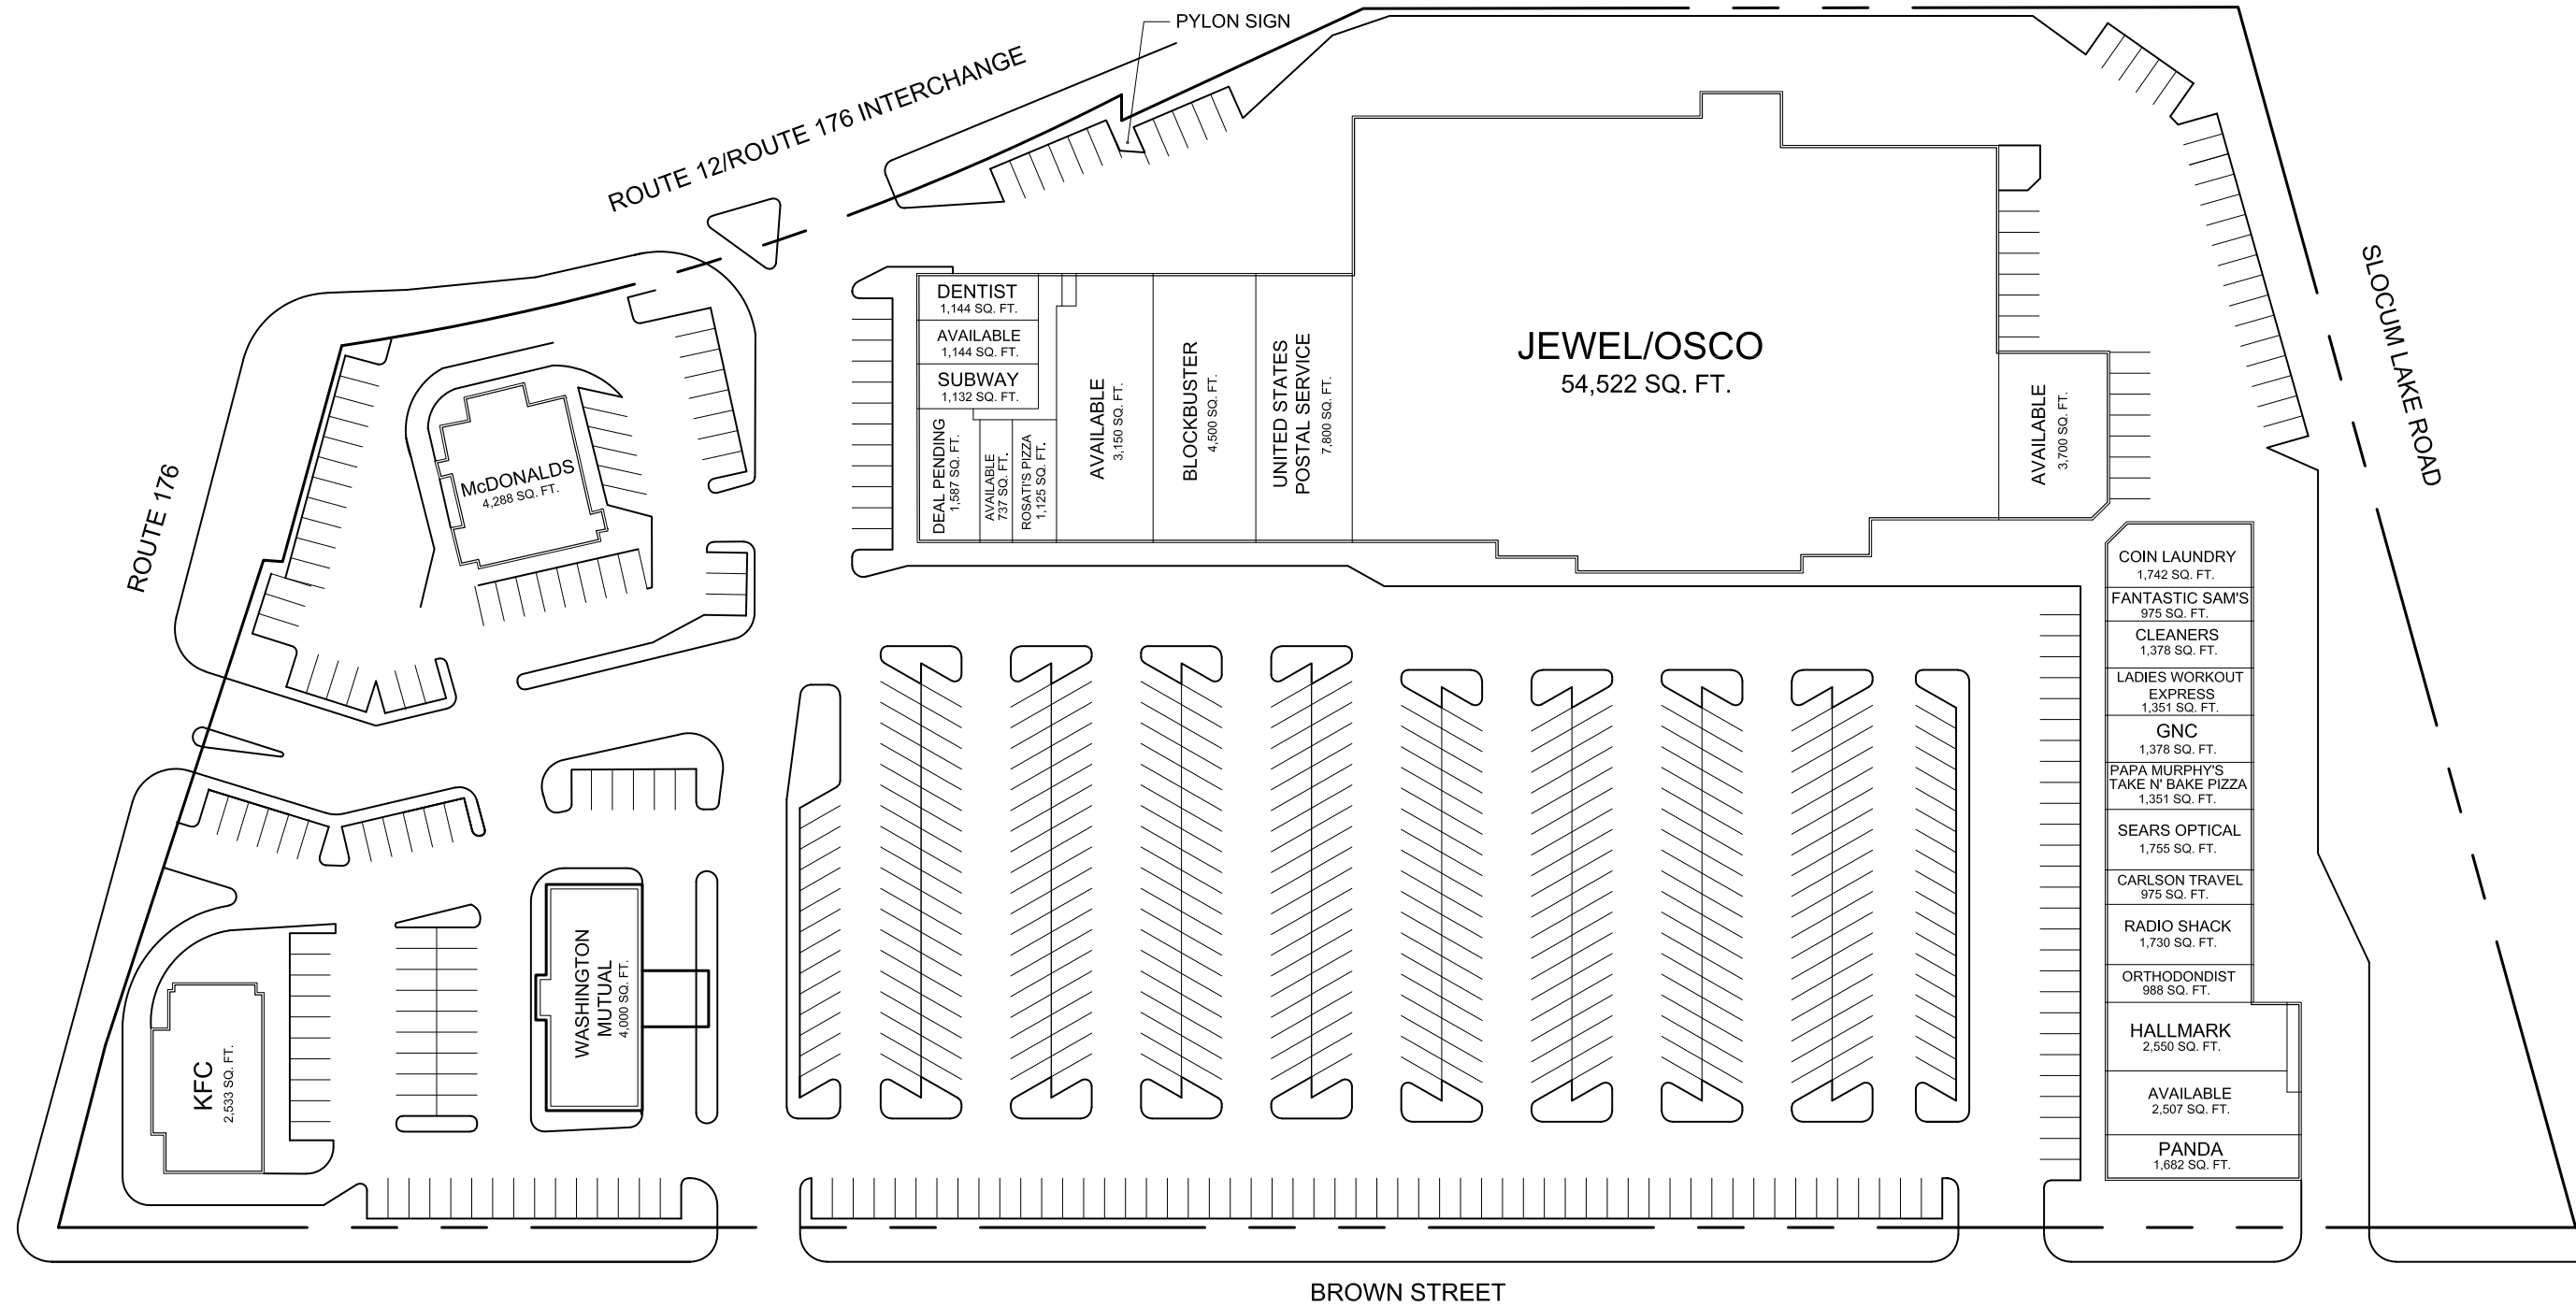 PYLON SIGN
ROUTE 12/ROUTE 176 INTERCHANGE
ROUTE 176
SLOCUM LAKE ROAD
McDONALDS
4,288 SQ. FT.
DENTIST
1,144 SQ. FT.
AVAILABLE
1,144 SQ. FT.
SUBWAY
1,132 SQ. FT.
DEAL PENDING
1,587 SQ. FT.
AVAILABLE
737 SQ. FT.
ROSATI'S PIZZA
1,125 SQ. FT.
AVAILABLE
3,150 SQ. FT.
BLOCKBUSTER
4,500 SQ. FT.
UNITED STATES
POSTAL SERVICE
7,800 SQ. FT.
JEWEL/OSCO
54,522 SQ. FT.
AVAILABLE
3,700 SQ. FT.
COIN LAUNDRY
1,742 SQ. FT.
FANTASTIC SAM'S
975 SQ. FT.
CLEANERS
1,378 SQ. FT.
LADIES WORKOUT
EXPRESS
1,351 SQ. FT.
GNC
1,378 SQ. FT.
PAPA MURPHY'S
TAKE N' BAKE PIZZA
1,351 SQ. FT.
SEARS OPTICAL
1,755 SQ. FT.
CARLSON TRAVEL
975 SQ. FT.
RADIO SHACK
1,730 SQ. FT.
ORTHODONDIST
988 SQ. FT.
HALLMARK
2,550 SQ. FT.
AVAILABLE
2,507 SQ. FT.
PANDA
1,682 SQ. FT.
WASHINGTON
MUTUAL
4,000 SQ. FT.
KFC
2,533 SQ. FT.
BROWN STREET